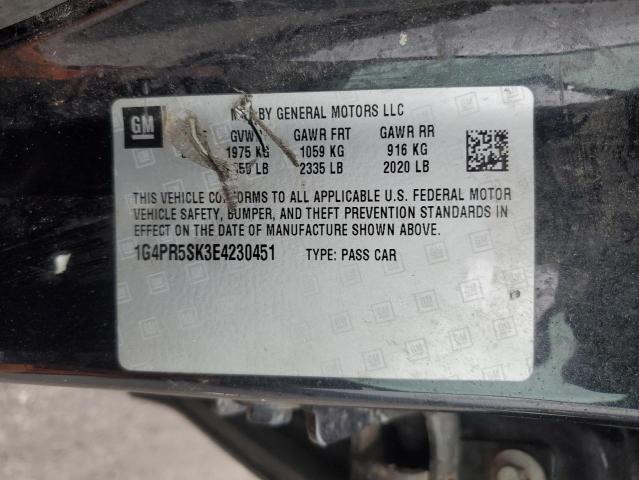 GM
BY GENERAL MOTORS LLC
GAWR FRT GAWR RR
1975 KG 1059 KG 916 KG
LB 2335 LB 2020 LB
THIS VEHICLE CONFORMS TO ALL APPLICABLE U.S. FEDERAL MOTOR
VEHICLE SAFETY, BUMPER, AND THEFT PREVENTION STANDARDS IN
EFFECT ON THE DATE OF MANUFACTURE SHOWN ABOVE.
1G4PR5SK3E4230451 TYPE: PASS CAR